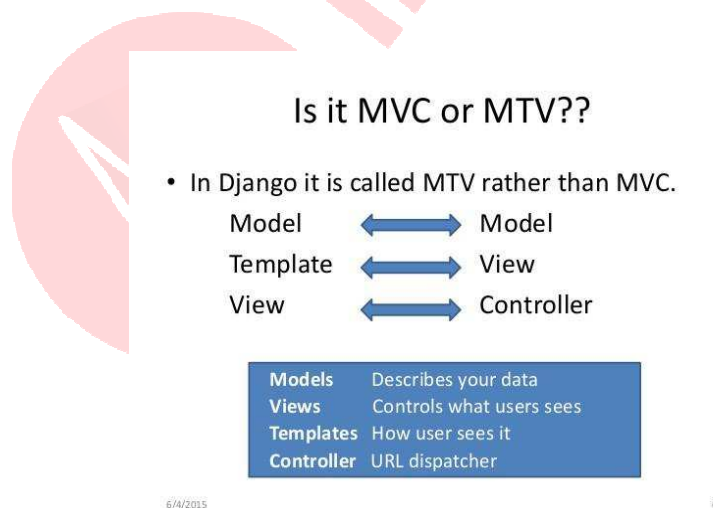 Is it MVC or MTV??
• In Django it is called MTV rather than MVC.
Model Model
Template View
View Controller
Models Describes your data
Views Controls what users sees
Templates How user sees it
Controller URL dispatcher
6/4/2015